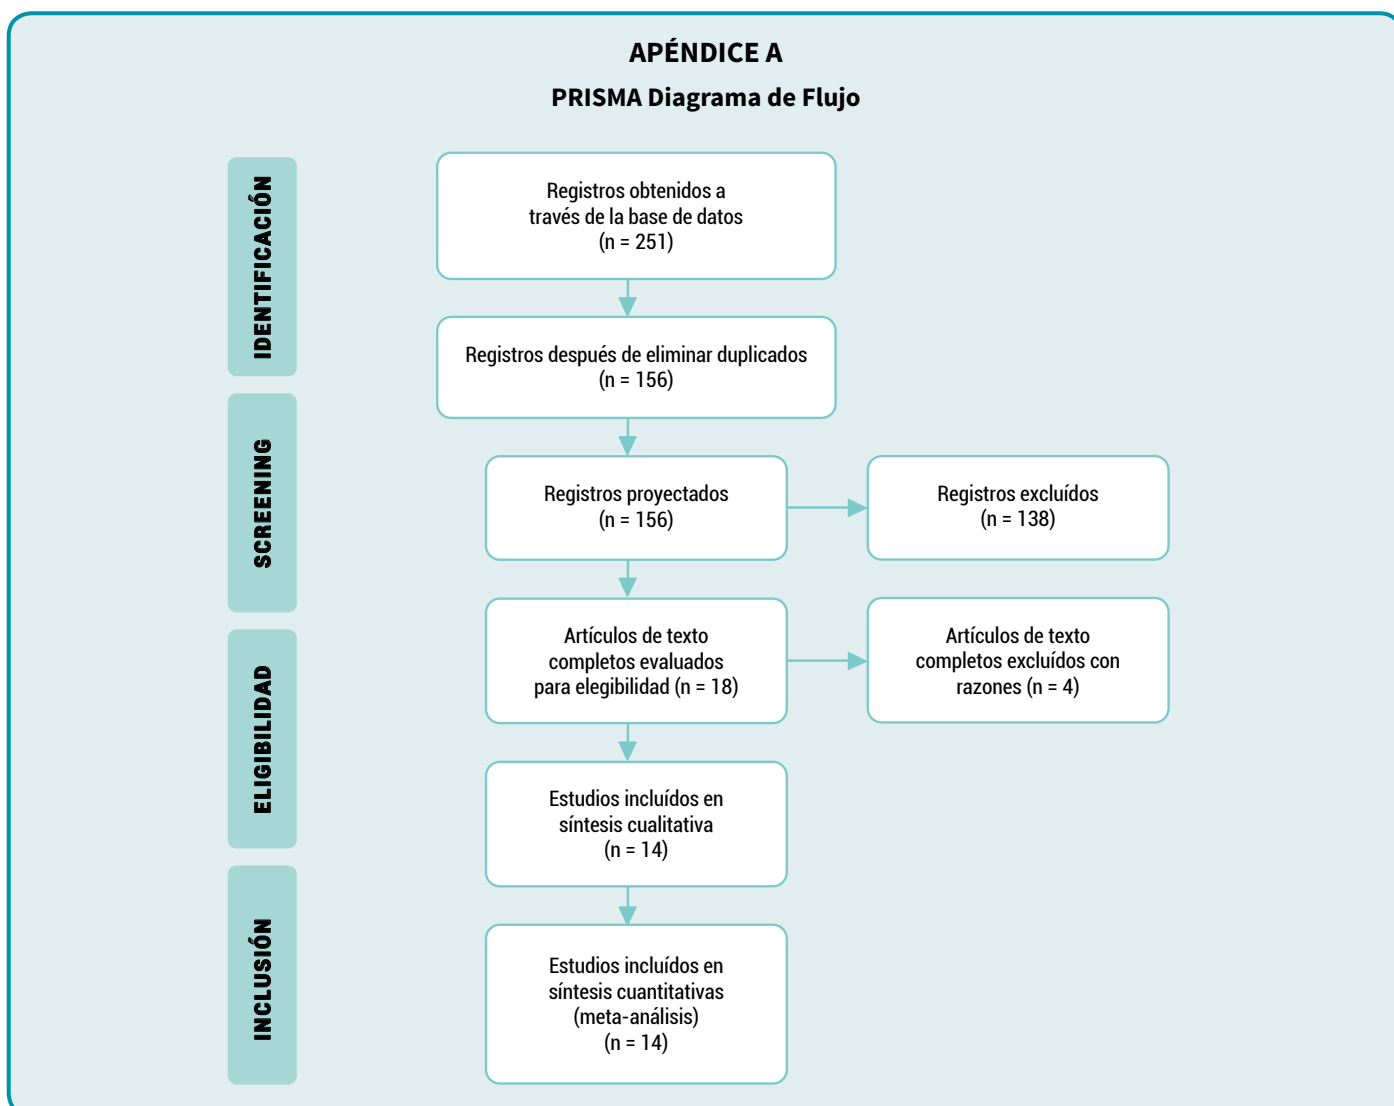 APÉNDICE A
PRISMA Diagrama de Flujo
IDENTIFICACIÓN
Registros obtenidos a
través de la base de datos
(n = 251)
Registros después de eliminar duplicados
(n = 156)
SCREENING
Registros proyectados
(n = 156)
Registros excluídos
(n = 138)
ELIGIBILIDAD
Artículos de texto
completos evaluados
para elegibilidad (n = 18)
Artículos de texto
completos excluídos con
razones (n = 4)
Estudios incluídos en
síntesis cualitativa
(n = 14)
INCLUSIÓN
Estudios incluídos en
síntesis cuantitativas
(meta-análisis)
(n = 14)